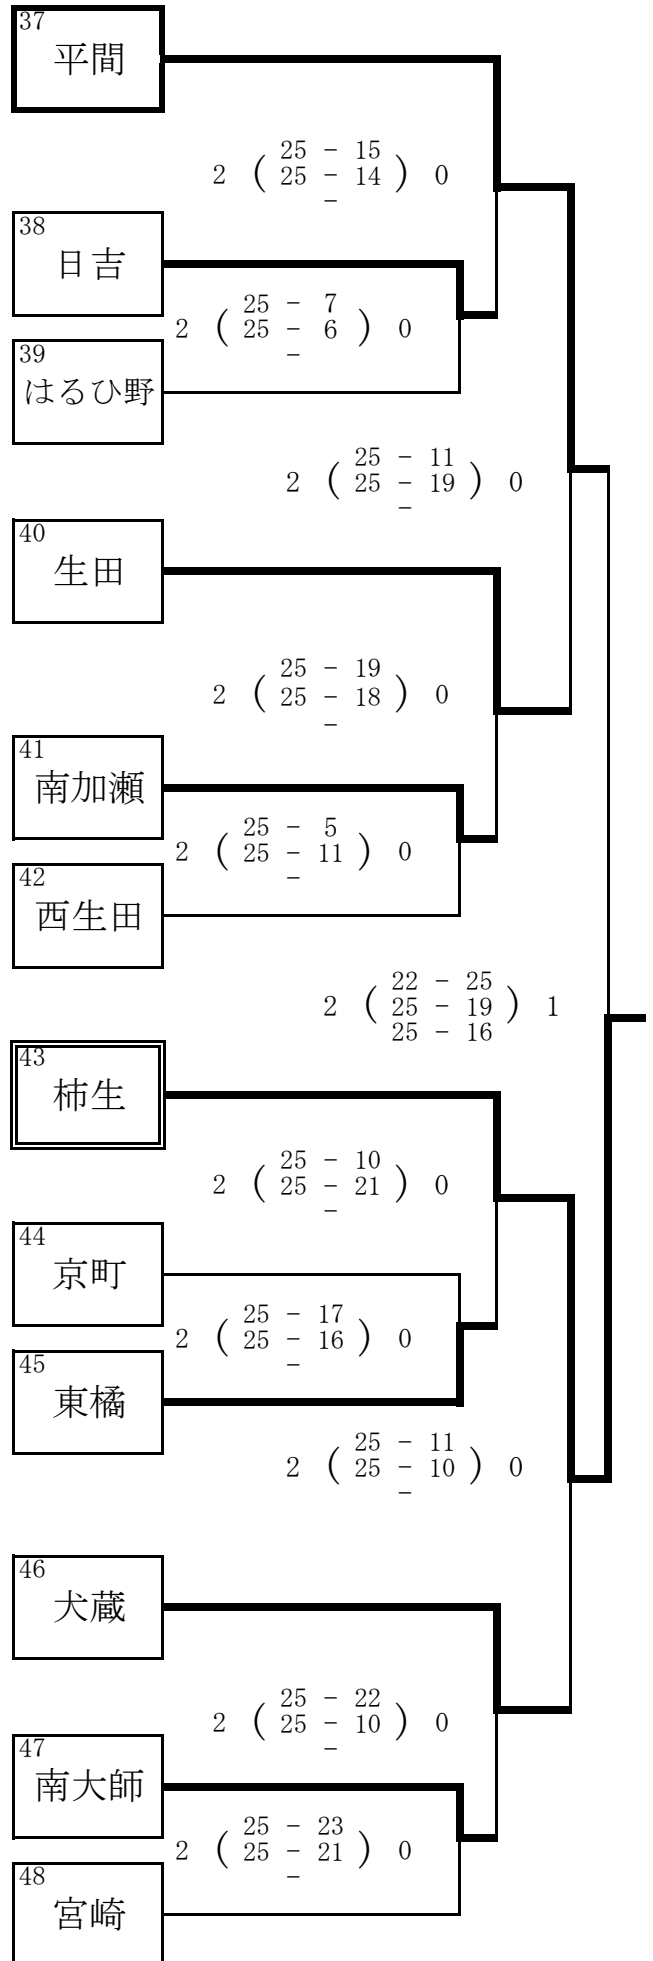 37
平間
25 - 15
2 ( 25 - 14 ) 0
-
38
日吉
25 - 7
2 ( 25 - 6 ) 0
-
39
はるひ野
25 - 11
2 ( 25 - 19 ) 0
-
40
生田
25 - 19
2 ( 25 - 18 ) 0
-
41
南加瀬
25 - 5
2 ( 25 - 11 ) 0
-
42
西生田
22 - 25
2 ( 25 - 19 ) 1
25 - 16
43
柿生
25 - 10
2 ( 25 - 21 ) 0
-
44
京町
25 - 17
2 ( 25 - 16 ) 0
-
45
東橘
25 - 11
2 ( 25 - 10 ) 0
-
46
犬蔵
25 - 22
2 ( 25 - 10 ) 0
-
47
南大師
25 - 23
2 ( 25 - 21 ) 0
-
48
宮崎